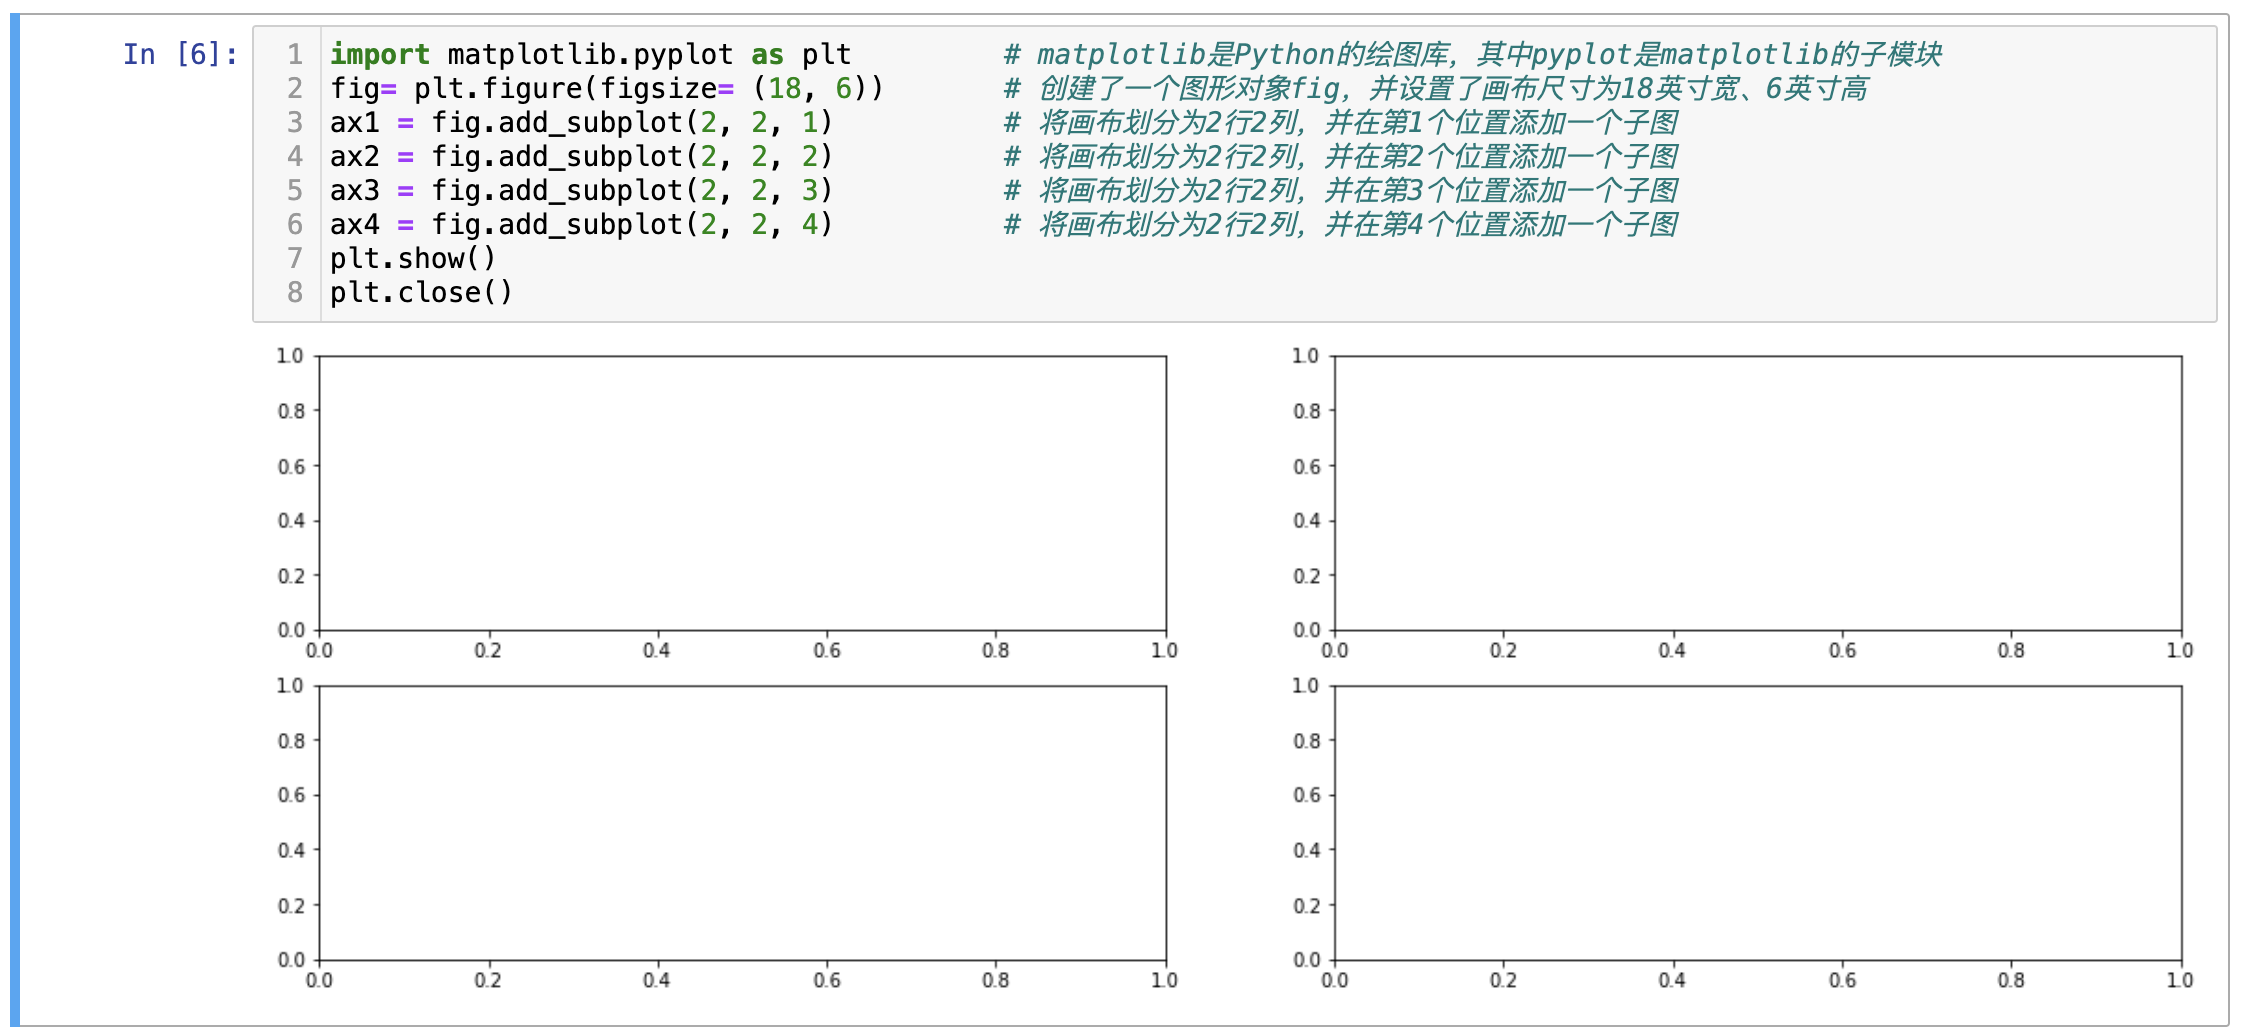 In [6]:
1 import matplotlib.pyplot as plt # matplotlib是Python的绘图库，其中pyplot是matplotlib的子模块
2 fig= plt.figure(figsize= (18, 6)) # 创建了一个图形对象fig，并设置了画布尺寸为18英寸宽、6英寸高
3 ax1 = fig.add_subplot(2, 2, 1) # 将画布划分为2行2列，并在第1个位置添加一个子图
4 ax2 = fig.add_subplot(2, 2, 2) # 将画布划分为2行2列，并在第2个位置添加一个子图
5 ax3 = fig.add_subplot(2, 2, 3) # 将画布划分为2行2列，并在第3个位置添加一个子图
6 ax4 = fig.add_subplot(2, 2, 4) # 将画布划分为2行2列，并在第4个位置添加一个子图
7 plt.show()
8 plt.close()
1.0
0.8
0.6
0.4
0.2
0.0
0.0 0.2 0.4 0.6 0.8 1.0
1.0
0.8
0.6
0.4
0.2
0.0
0.0 0.2 0.4 0.6 0.8 1.0
1.0
0.8
0.6
0.4
0.2
0.0
0.0 0.2 0.4 0.6 0.8 1.0
1.0
0.8
0.6
0.4
0.2
0.0
0.0 0.2 0.4 0.6 0.8 1.0